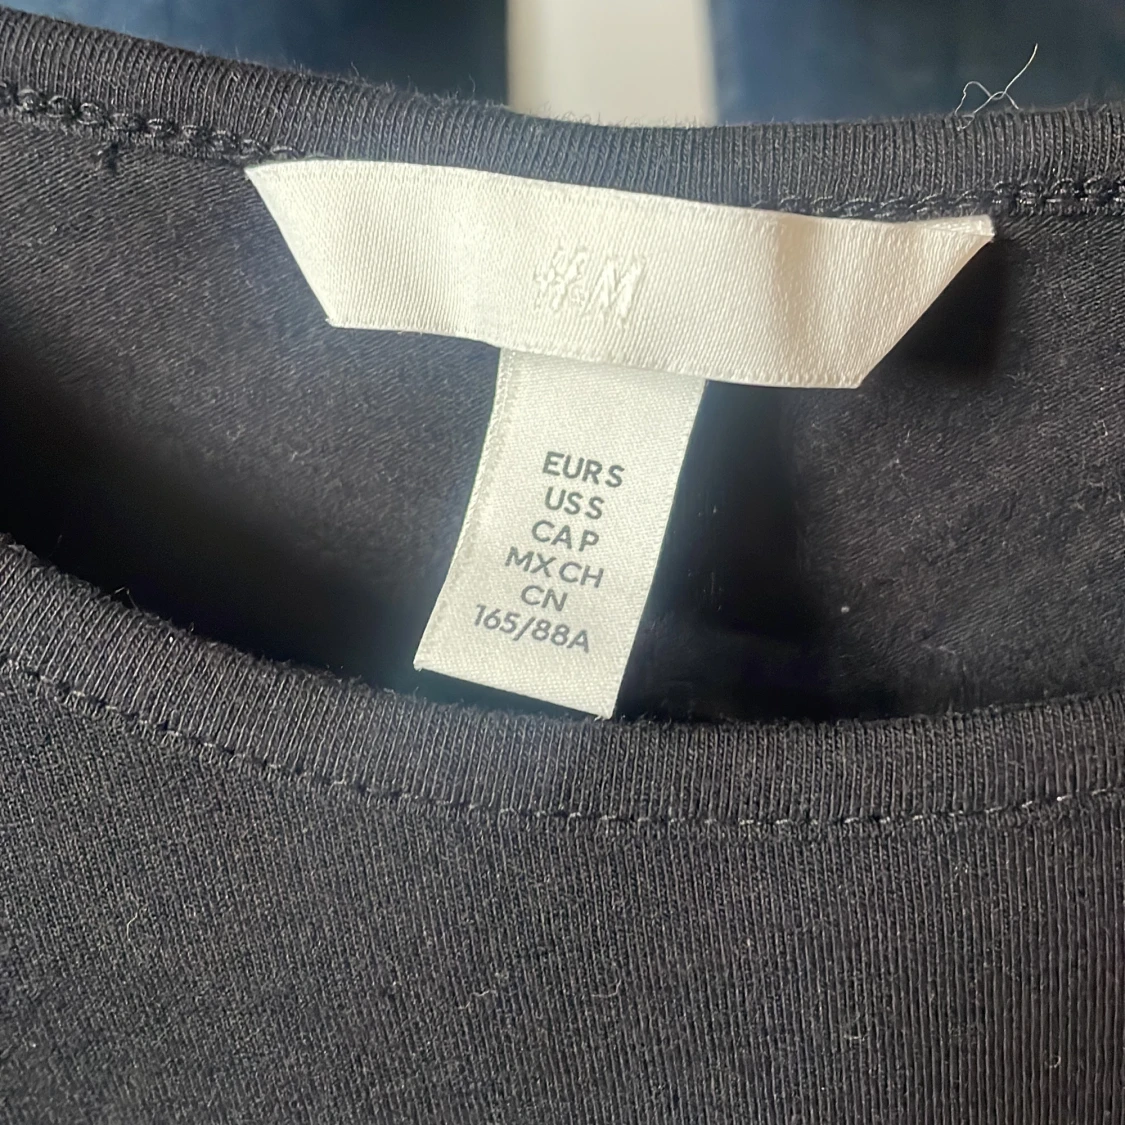 H&M
EUR S
US S
CA P
MX CH
CN
165/88A